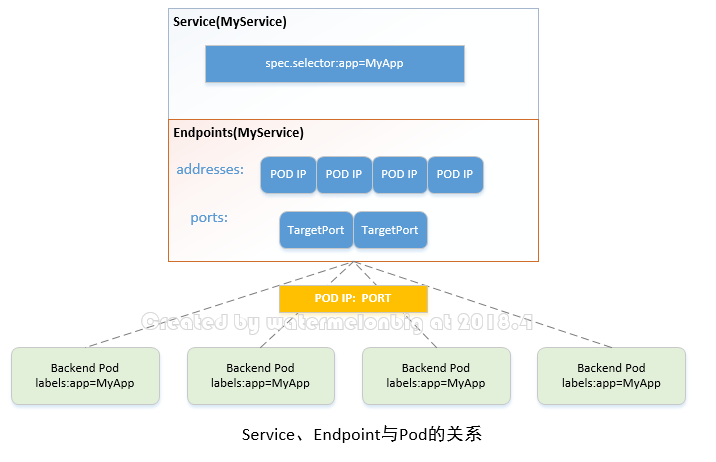 Service(MyService)
spec.selector:app=MyApp
Endpoints(MyService)
addresses:
POD IP
POD IP
POD IP
POD IP
ports:
TargetPort
TargetPort
POD IP: PORT
Created by watermelonbig at 2018.4
Backend Pod
labels:app=MyApp
Backend Pod
labels:app=MyApp
Backend Pod
labels:app=MyApp
Backend Pod
labels:app=MyApp
Service、Endpoint与Pod的关系